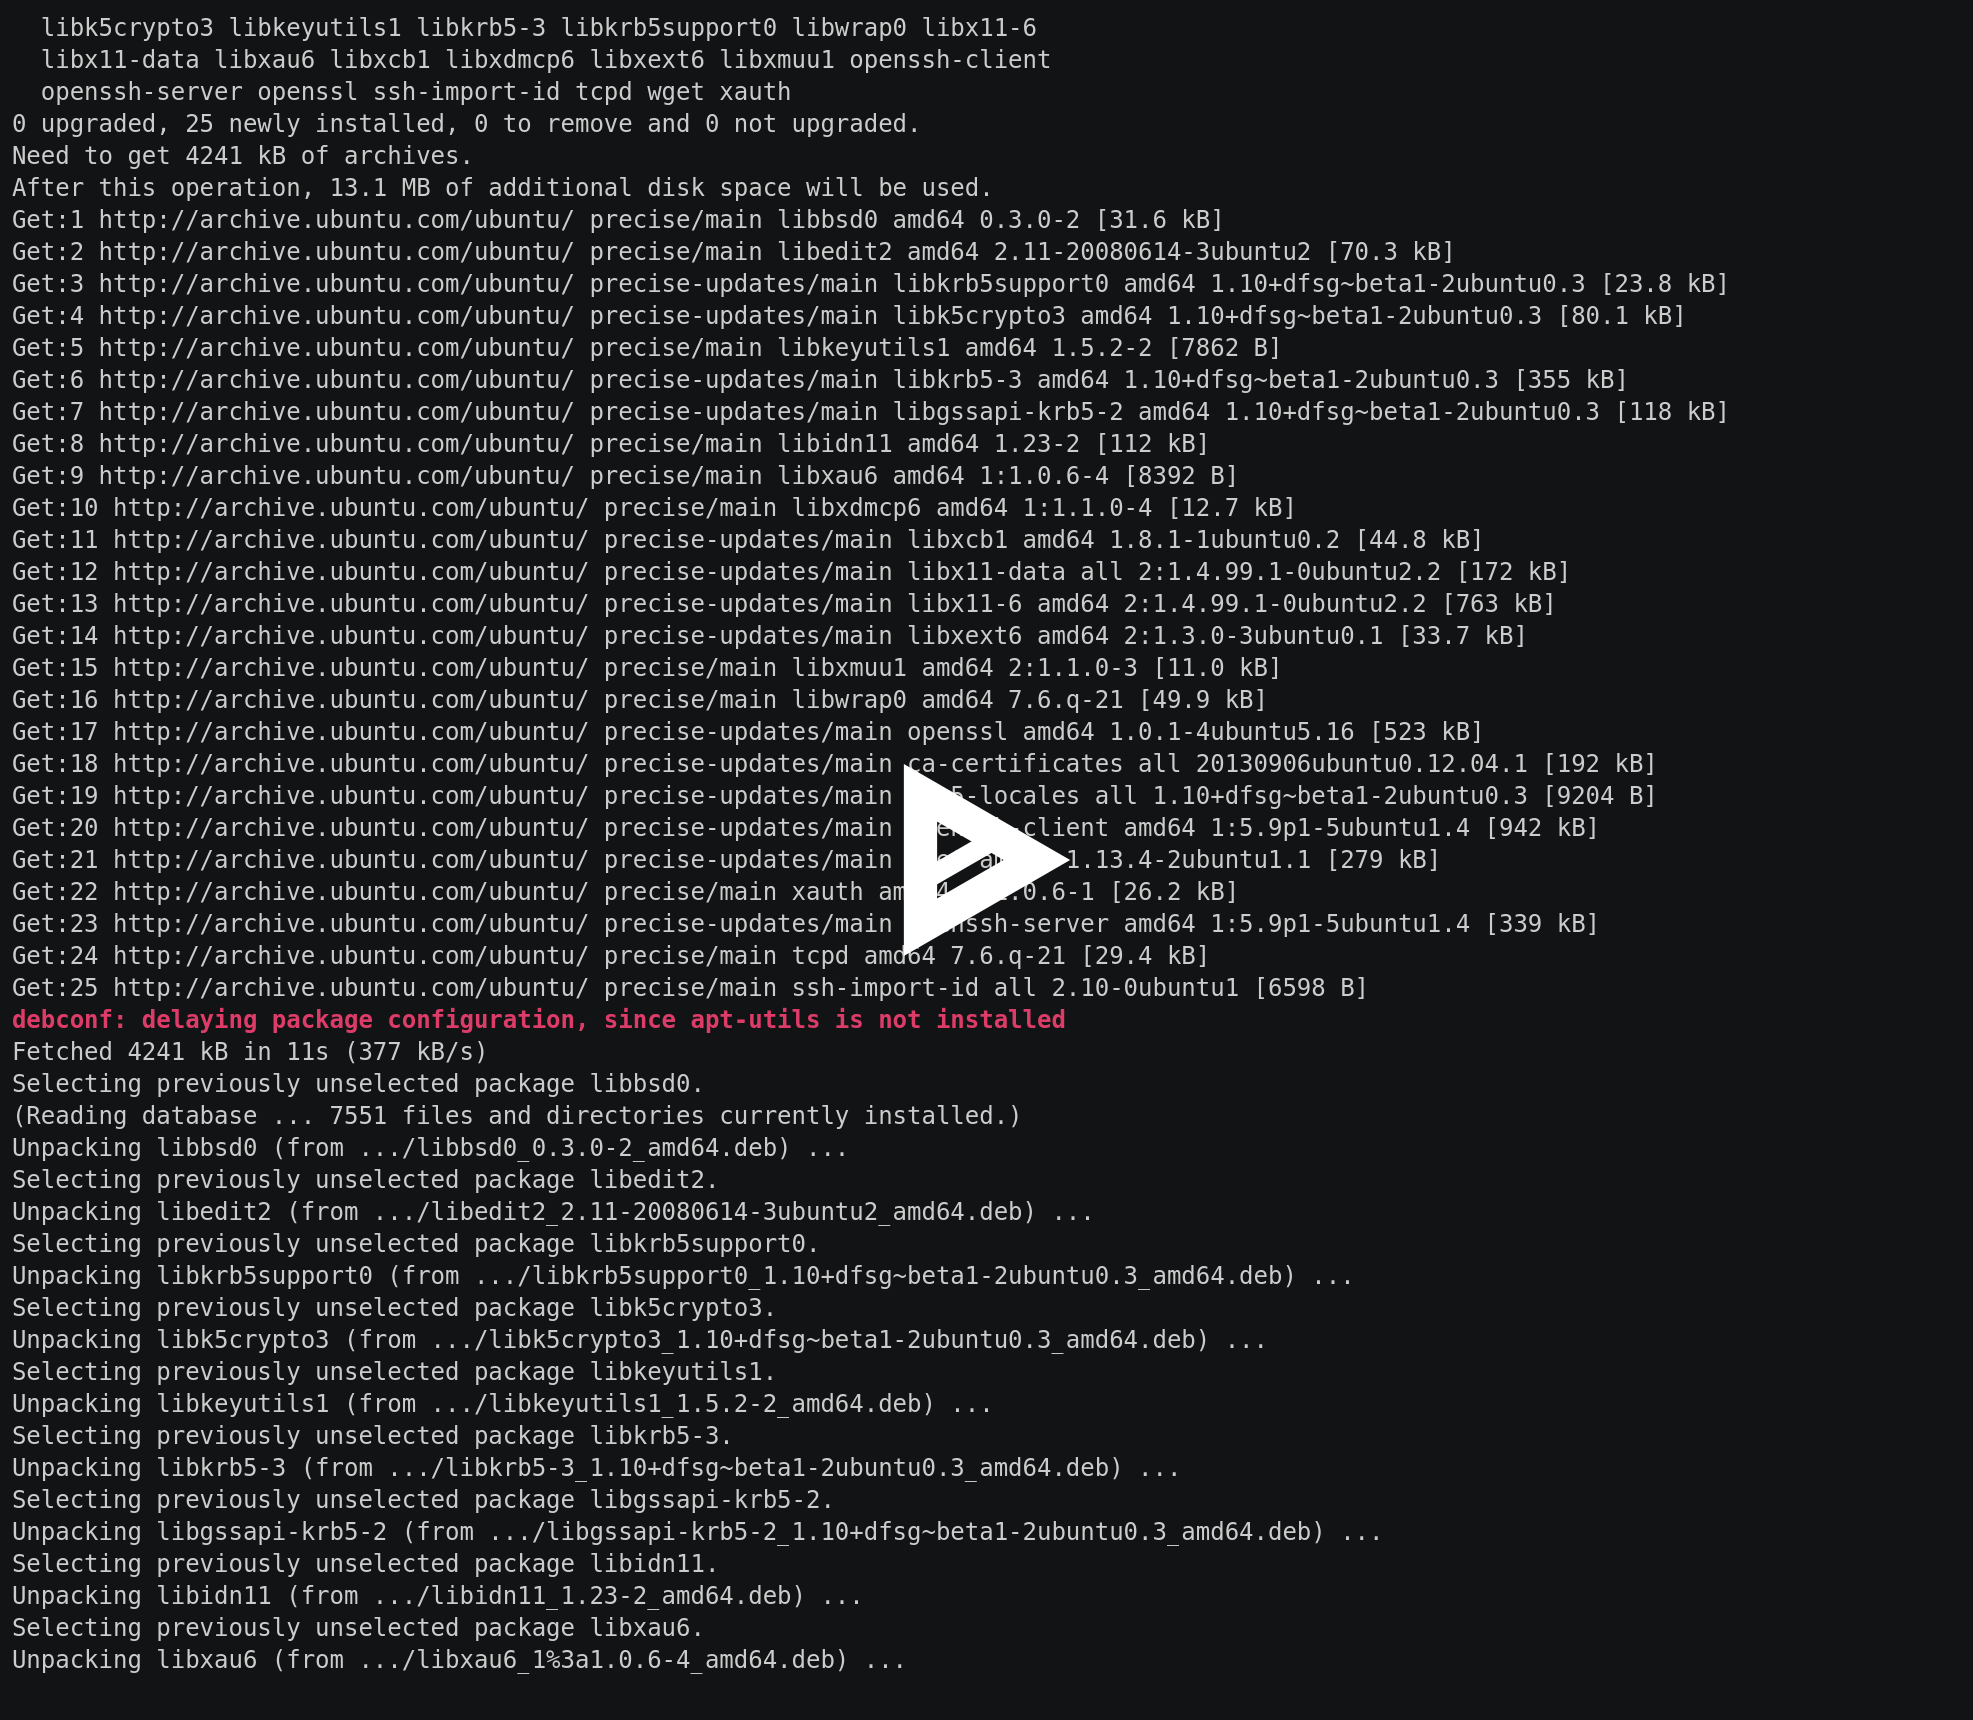 libk5crypto3 libkeyutils1 libkrb5-3 libkrb5support0 libwrap0 libx11-6
libx11-data libxau6 libxcb1 libxdmcp6 libxext6 libxmuu1 openssh-client
openssh-server openssl ssh-import-id tcpd wget xauth
0 upgraded, 25 newly installed, 0 to remove and 0 not upgraded.
Need to get 4241 kB of archives.
After this operation, 13.1 MB of additional disk space will be used.
Get:1 http://archive.ubuntu.com/ubuntu/ precise/main libbsd0 amd64 0.3.0-2 [31.6 kB]
Get:2 http://archive.ubuntu.com/ubuntu/ precise/main libedit2 amd64 2.11-20080614-3ubuntu2 [70.3 kB]
Get:3 http://archive.ubuntu.com/ubuntu/ precise-updates/main libkrb5support0 amd64 1.10+dfsg~beta1-2ubuntu0.3 [23.8 kB]
Get:4 http://archive.ubuntu.com/ubuntu/ precise-updates/main libk5crypto3 amd64 1.10+dfsg~beta1-2ubuntu0.3 [80.1 kB]
Get:5 http://archive.ubuntu.com/ubuntu/ precise/main libkeyutils1 amd64 1.5.2-2 [7862 B]
Get:6 http://archive.ubuntu.com/ubuntu/ precise-updates/main libkrb5-3 amd64 1.10+dfsg~beta1-2ubuntu0.3 [355 kB]
Get:7 http://archive.ubuntu.com/ubuntu/ precise-updates/main libgssapi-krb5-2 amd64 1.10+dfsg~beta1-2ubuntu0.3 [118 kB]
Get:8 http://archive.ubuntu.com/ubuntu/ precise/main libidn11 amd64 1.23-2 [112 kB]
Get:9 http://archive.ubuntu.com/ubuntu/ precise/main libxau6 amd64 1:1.0.6-4 [8392 B]
Get:10 http://archive.ubuntu.com/ubuntu/ precise/main libxdmcp6 amd64 1:1.1.0-4 [12.7 kB]
Get:11 http://archive.ubuntu.com/ubuntu/ precise-updates/main libxcb1 amd64 1.8.1-1ubuntu0.2 [44.8 kB]
Get:12 http://archive.ubuntu.com/ubuntu/ precise-updates/main libx11-data all 2:1.4.99.1-0ubuntu2.2 [172 kB]
Get:13 http://archive.ubuntu.com/ubuntu/ precise-updates/main libx11-6 amd64 2:1.4.99.1-0ubuntu2.2 [763 kB]
Get:14 http://archive.ubuntu.com/ubuntu/ precise-updates/main libxext6 amd64 2:1.3.0-3ubuntu0.1 [33.7 kB]
Get:15 http://archive.ubuntu.com/ubuntu/ precise/main libxmuu1 amd64 2:1.1.0-3 [11.0 kB]
Get:16 http://archive.ubuntu.com/ubuntu/ precise/main libwrap0 amd64 7.6.q-21 [49.9 kB]
Get:17 http://archive.ubuntu.com/ubuntu/ precise-updates/main openssl amd64 1.0.1-4ubuntu5.16 [523 kB]
Get:18 http://archive.ubuntu.com/ubuntu/ precise-updates/main ca-certificates all 20130906ubuntu0.12.04.1 [192 kB]
Get:19 http://archive.ubuntu.com/ubuntu/ precise-updates/main all 1.10+dfsg~beta1-2ubuntu0.3 [9204 B]
Get:20 http://archive.ubuntu.com/ubuntu/ precise-updates/main amd64 1:5.9p1-5ubuntu1.4 [942 kB]
Get:21 http://archive.ubuntu.com/ubuntu/ precise-updates/main 1.13.4-2ubuntu1.1 [279 kB]
Get:22 http://archive.ubuntu.com/ubuntu/ precise/main xauth [26.2 kB]
Get:23 http://archive.ubuntu.com/ubuntu/ precise-updates/main openssh-server amd64 1:5.9p1-5ubuntu1.4 [339 kB]
Get:24 http://archive.ubuntu.com/ubuntu/ precise/main tcpd amd64 7.6.q-21 [29.4 kB]
Get:25 http://archive.ubuntu.com/ubuntu/ precise/main ssh-import-id all 2.10-0ubuntu1 [6598 B]
debconf: delaying package configuration, since apt-utils is not installed
Fetched 4241 kB in 11s (377 kB/s)
Selecting previously unselected package libbsd0.
(Reading database ... 7551 files and directories currently installed.)
Unpacking libbsd0 (from .../libbsd0_0.3.0-2_amd64.deb) ...
Selecting previously unselected package libedit2.
Unpacking libedit2 (from .../libedit2_2.11-20080614-3ubuntu2_amd64.deb) ...
Selecting previously unselected package libkrb5support0.
Unpacking libkrb5support0 (from .../libkrb5support0_1.10+dfsg~beta1-2ubuntu0.3_amd64.deb) ...
Selecting previously unselected package libk5crypto3.
Unpacking libk5crypto3 (from .../libk5crypto3_1.10+dfsg~beta1-2ubuntu0.3_amd64.deb) ...
Selecting previously unselected package libkeyutils1.
Unpacking libkeyutils1 (from .../libkeyutils1_1.5.2-2_amd64.deb) ...
Selecting previously unselected package libkrb5-3.
Unpacking libkrb5-3 (from .../libkrb5-3_1.10+dfsg~beta1-2ubuntu0.3_amd64.deb) ...
Selecting previously unselected package libgssapi-krb5-2.
Unpacking libgssapi-krb5-2 (from .../libgssapi-krb5-2_1.10+dfsg~beta1-2ubuntu0.3_amd64.deb) ...
Selecting previously unselected package libidn11.
Unpacking libidn11 (from .../libidn11_1.23-2_amd64.deb) ...
Selecting previously unselected package libxau6.
Unpacking libxau6 (from .../libxau6_1%3a1.0.6-4_amd64.deb) ...